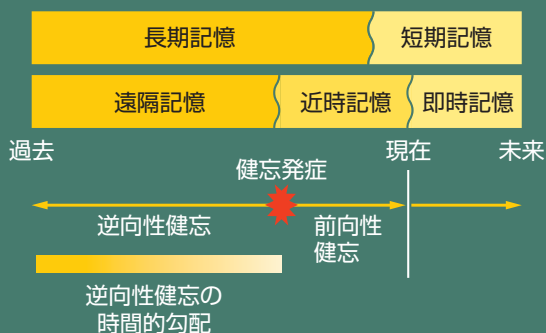 長期記憶 短期記憶
遠隔記憶 近時記憶 即時記憶
過去 現在 未来
健忘発症
逆向性健忘 前向性
健忘
逆向性健忘の
時間的勾配